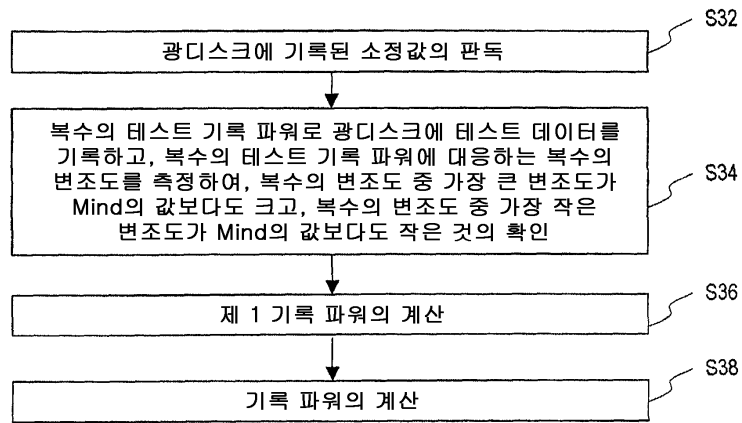 S32
광디스크에 기록된 소정값의 판독
복수의 테스트 기록 파워로 광디스크에 테스트 데이터를
기록하고, 복수의 테스트 기록 파워에 대응하는 복수의
변조도를 측정하여, 복수의 변조도 중 가장 큰 변조도가
Mind의 값보다도 크고, 복수의 변조도 중 가장 작은
변조도가 Mind의 값보다도 작은 것의 확인
S34
제 1 기록 파워의 계산
S36
기록 파워의 계산
S38